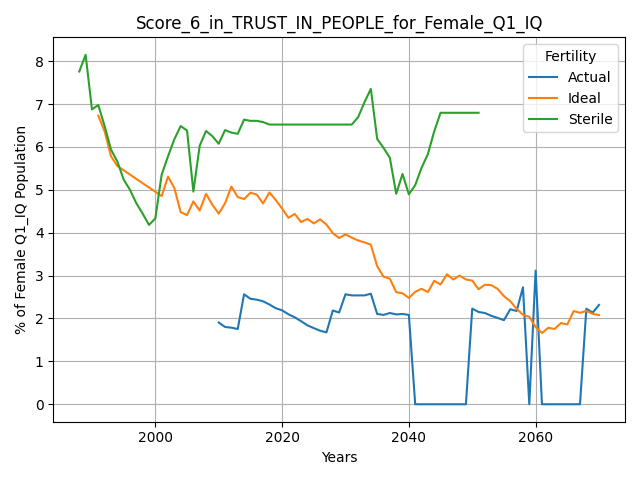 Score_6_in_TRUST_IN_PEOPLE_for_Female_Q1_IQ
Fertility
Actual
Ideal
Sterile
% of Female Q1_IQ Population
8
7
6
5
4
3
2
1
0
2000 2020 2040 2060
Years